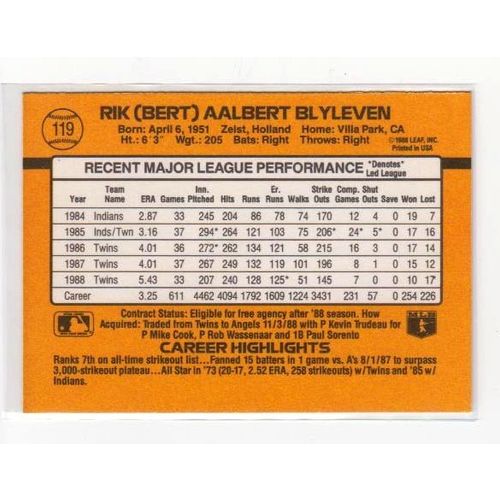 119
RIK (BERT) AALBERT BLYLEVEN
Born: April 6, 1951 Zeist, Holland Home: Villa Park, CA
Ht.: 6'3" Wgt.: 205 Bats: Right Throws: Right
©1988 LEAF, INC.
Printed in USA
RECENT MAJOR LEAGUE PERFORMANCE *Denotes* Led League
Year Team Name ERA Games Inn. Pitched Hits Runs Er. Runs Walks Strike Outs Comp. Games Shut Outs Save Won Lost
1984 Indians 2.87 33 245 204 86 78 74 170 12 4 0 19 7
1985 Inds/Twn 3.16 37 294* 264 121 103 75 206* 24* 5* 0 17 16
1986 Twins 4.01 36 272* 262 134 121 58 215 16 3 0 17 14
1987 Twins 4.01 37 267 249 132 119 101 196 8 1 0 15 12
1988 Twins 5.43 33 207 240 128 125* 51 145 7 0 0 10 17*
Career 3.25 611 4462 4094 1792 1609 1224 3431 231 57 0 254 226
Contract Status: Eligible for free agency after '88 season. How
Acquired: Traded from Twins to Angels 11/3/88 with P Kevin Trudeau for
P Mike Cook, P Rob Wassenaar and 1B Paul Sorento
CAREER HIGHLIGHTS
Ranks 7th on all-time strikeout list... Fanned 15 batters in 1 game vs. A's 8/1/87 to surpass
3,000-strikeout plateau... All Star in '73 (20-17, 2.52 ERA, 258 strikeouts) w/Twins and '85 w/
Indians.